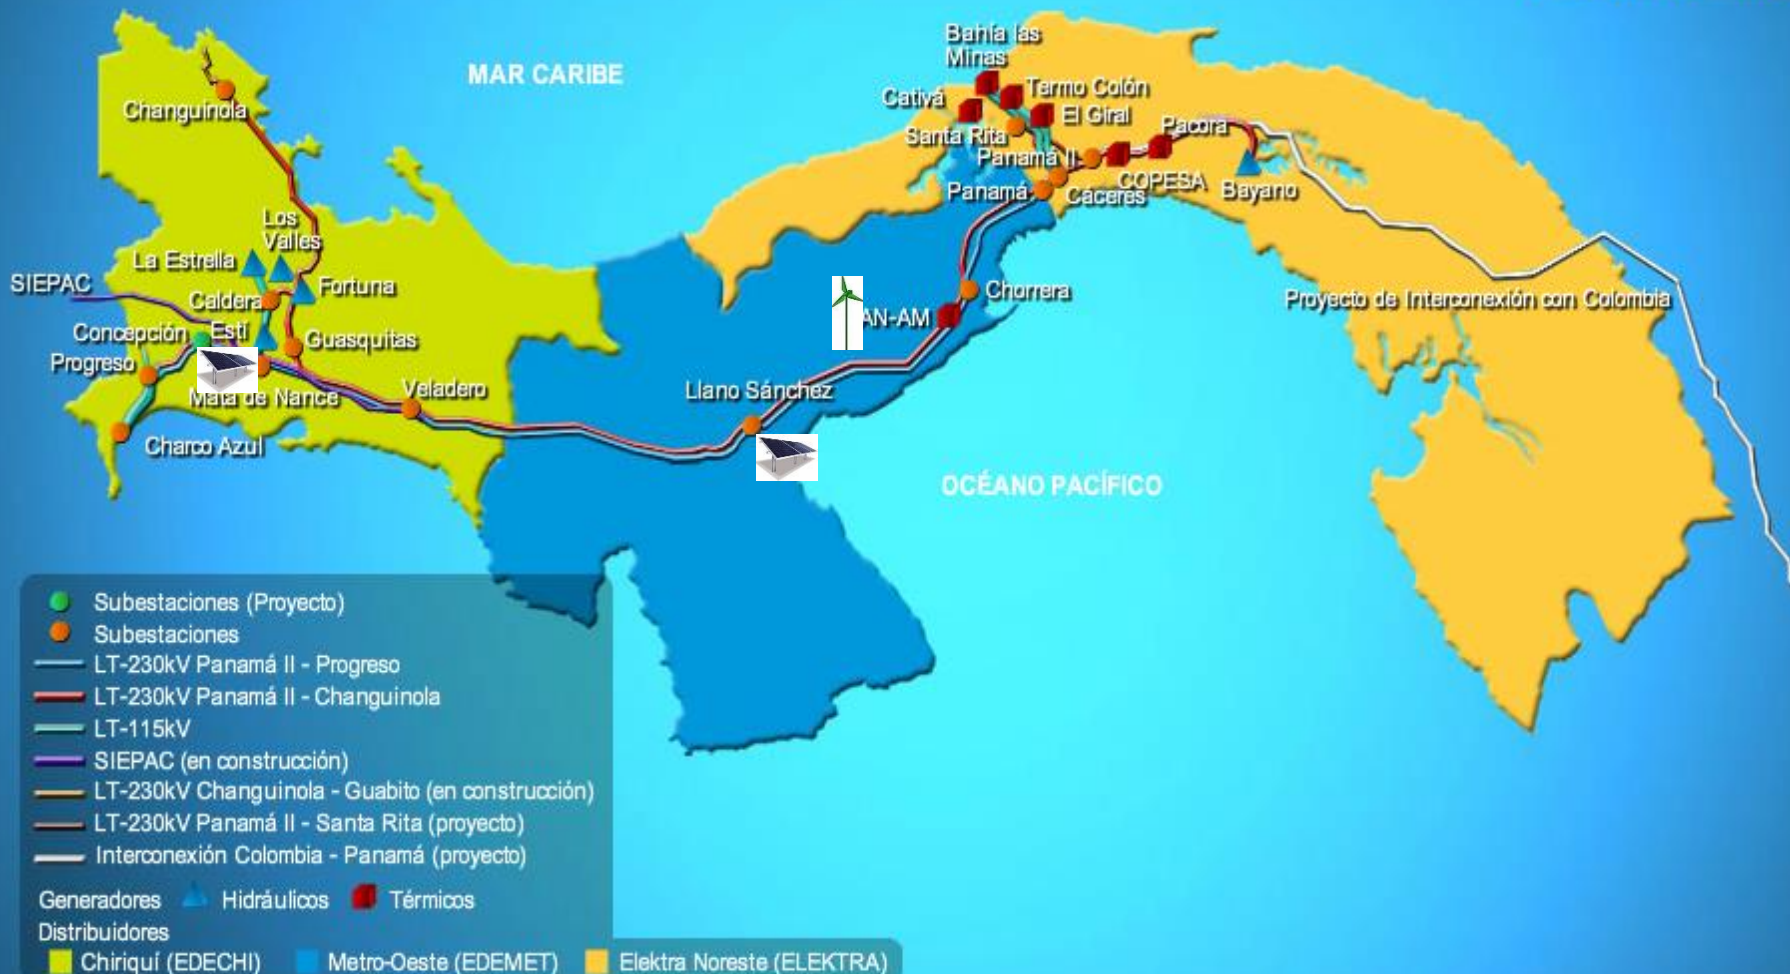 MAR CARIBE
Bahía las
Minas
Termo Colón
Cativá
El Giral
Changuinola
Santa Rita
Pacora
Panamá II
COPESA
Panamá
Cáceres
Bayano
Los
Valles
La Estrella
SIEPAC
Fortuna
Caldera
Chorrera
Proyecto de Interconexión con Colombia
AN-AM
Concepción
Estí
Guasquitas
Progreso
Mata de Nance
Veladero
Llano Sánchez
Charco Azul
OCÉANO PACÍFICO
Subestaciones (Proyecto)
Subestaciones
LT-230kV Panamá II - Progreso
LT-230kV Panamá II - Changuinola
LT-115kV
SIEPAC (en construcción)
LT-230kV Changuinola - Guabito (en construcción)
LT-230kV Panamá II - Santa Rita (proyecto)
Interconexión Colombia - Panamá (proyecto)
Generadores Hidráulicos Térmicos
Distribuidores
Chiriquí (EDECHI) Metro-Oeste (EDEMET) Elektra Noreste (ELEKTRA)